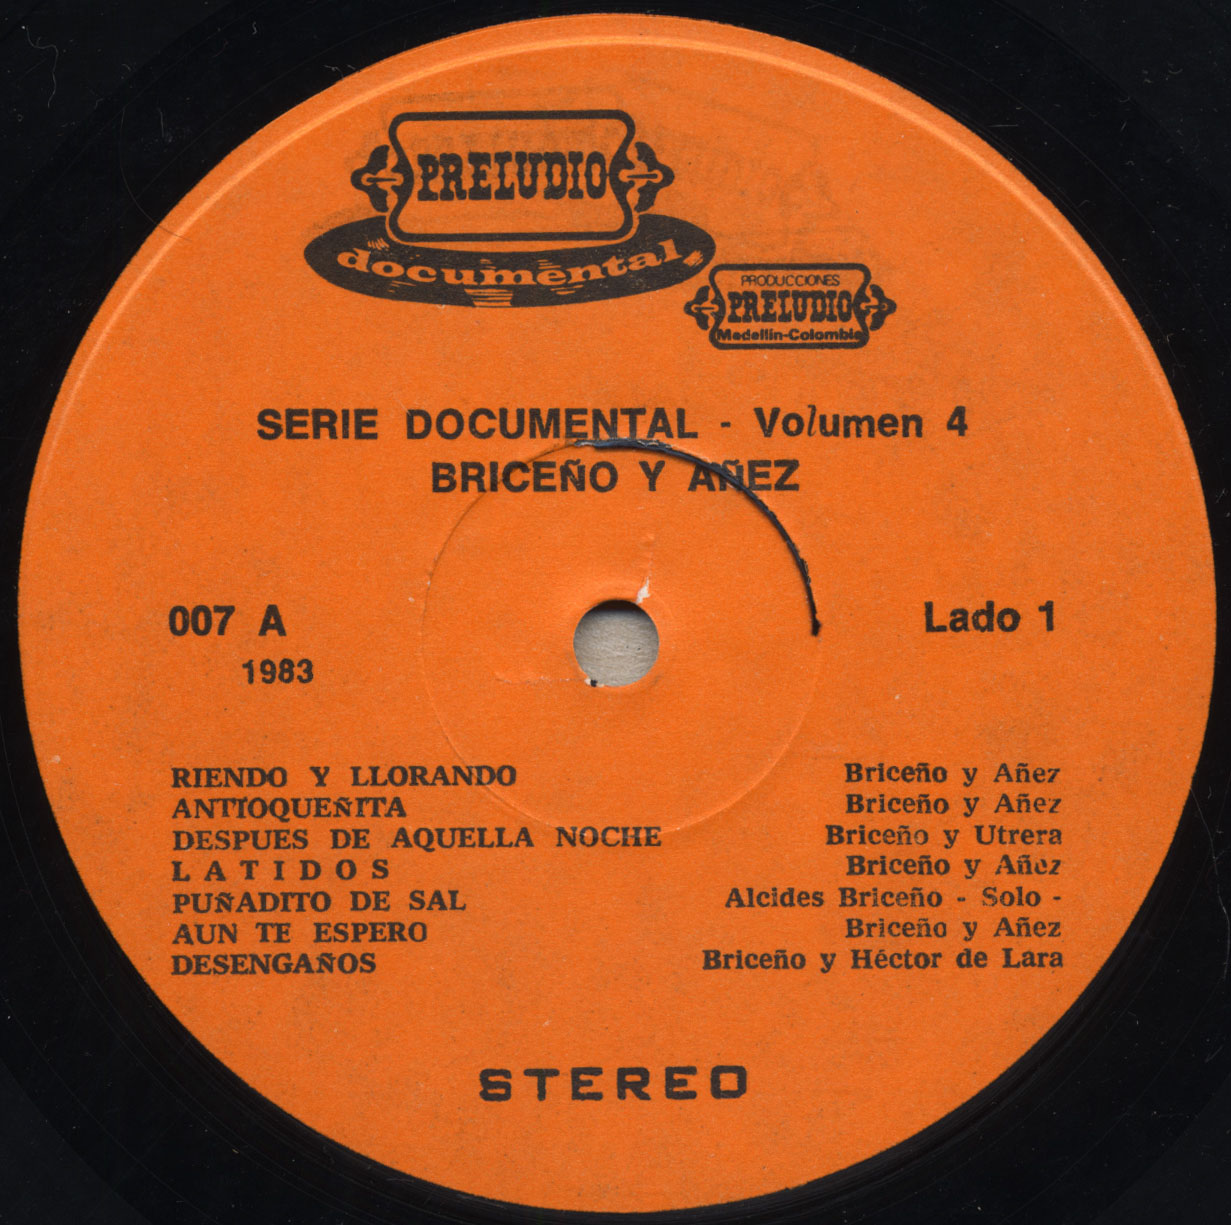 PRELUDIO
documental
PRODUCCIONES
PRELUDIO
Medellín-Colombia
SERIE DOCUMENTAL - Volumen 4
BRICEÑO Y AÑEZ
007 A
Lado 1
1983
RIENDO Y LLORANDO Briceño y Añez
ANTIOQUEÑITA Briceño y Añez
DESPUES DE AQUELLA NOCHE Briceño y Utrera
LATIDOS Briceño y Añez
PUÑADITO DE SAL Alcides Briceño - Solo -
AUN TE ESPERO Briceño y Añez
DESENGAÑOS Briceño y Héctor de Lara
STEREO